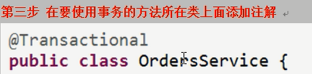 第三步 在要使用事务的方法所在类上面添加注解
@Transactional
public class OrdersService {